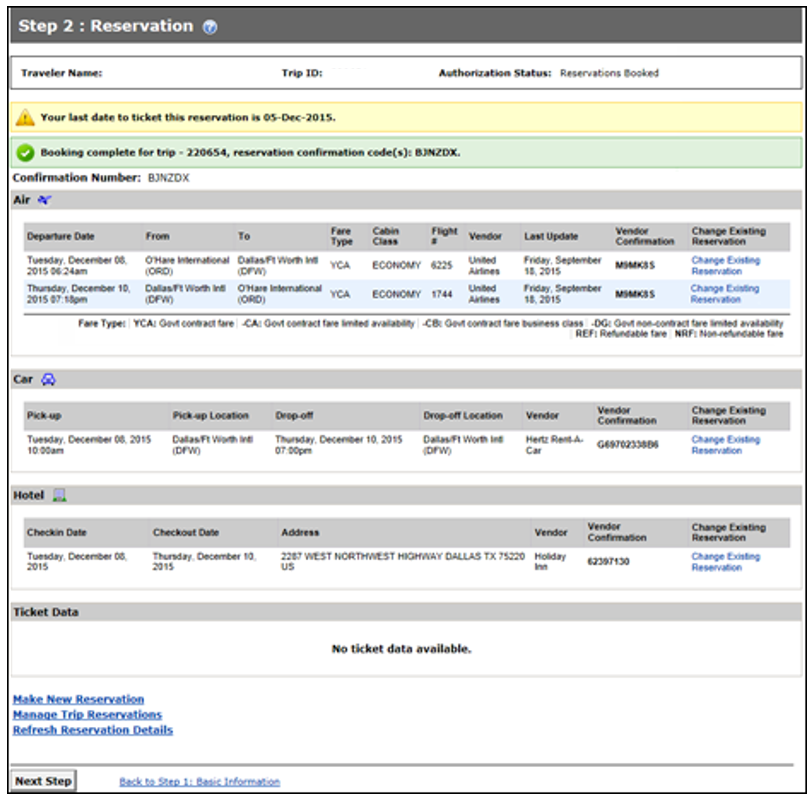 Step 2 : Reservation
Traveler Name: Trip ID: Authorization Status: Reservations Booked
Your last date to ticket this reservation is 05-Dec-2015.
Booking complete for trip - 220654, reservation confirmation code(s): BJNZDX.
Confirmation Number: BJNZDX
Air
Departure Date From To Fare Type Cabin Class Flight # Vendor Last Update Vendor Confirmation Change Existing Reservation
Tuesday, December 08, 2015 06:24am O'Hare International (ORD) Dallas/Ft Worth Intl (DFW) YCA ECONOMY 6225 United Airlines Friday, September 18, 2015 M9MK8S Change Existing Reservation
Thursday, December 10, 2015 07:18pm Dallas/Ft Worth Intl (DFW) O'Hare International (ORD) YCA ECONOMY 1744 United Airlines Friday, September 18, 2015 M9MK8S Change Existing Reservation
Fare Type: YCA: Govt contract fare -CA: Govt contract fare limited availability -CB: Govt contract fare business class -DG: Govt non-contract fare limited availability
REF: Refundable fare NRF: Non-refundable fare
Car
Pick-up Pick-up Location Drop-off Drop-off Location Vendor Vendor Confirmation Change Existing Reservation
Tuesday, December 08, 2015 10:00am Dallas/Ft Worth Intl (DFW) Thursday, December 10, 2015 07:00pm Dallas/Ft Worth Intl (DFW) Hertz Rent-A-Car G69702338B6 Change Existing Reservation
Hotel
Checkin Date Checkout Date Address Vendor Vendor Confirmation Change Existing Reservation
Tuesday, December 08, 2015 Thursday, December 10, 2015 2287 WEST NORTHWEST HIGHWAY DALLAS TX 75220 US Holiday Inn 62397130 Change Existing Reservation
Ticket Data
No ticket data available.
Make New Reservation
Manage Trip Reservations
Refresh Reservation Details
Next Step Back to Step 1: Basic Information